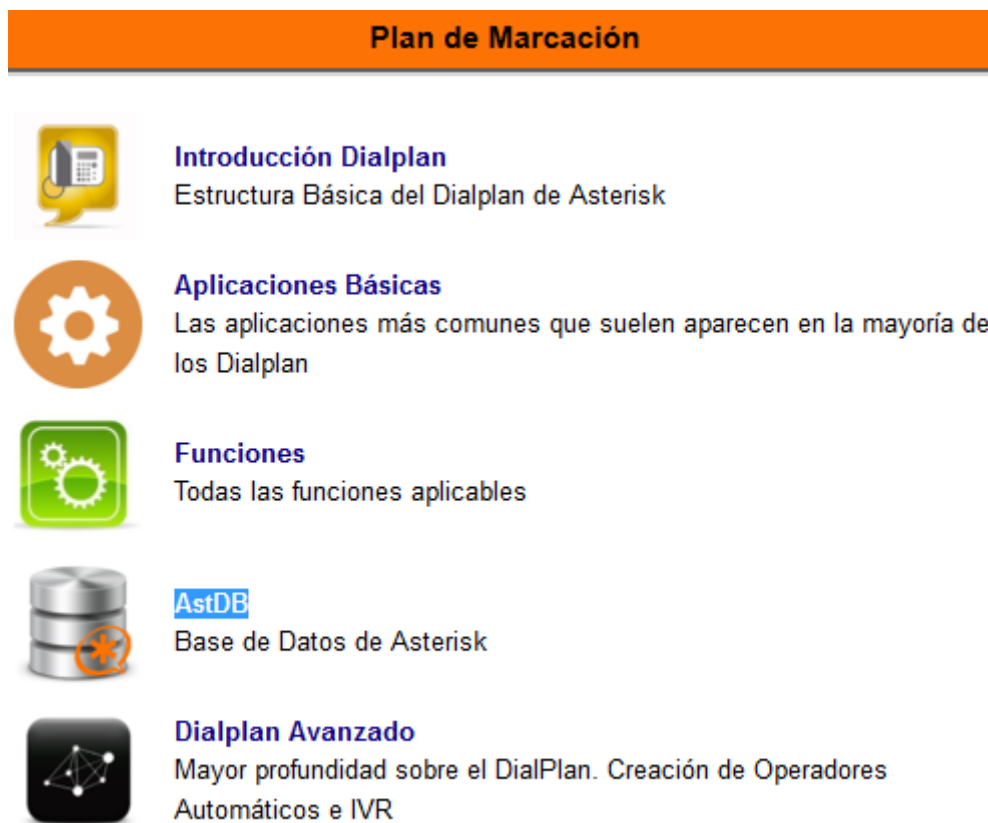 Plan de Marcación
Introducción Dialplan
Estructura Básica del Dialplan de Asterisk
Aplicaciones Básicas
Las aplicaciones más comunes que suelen aparecen en la mayoría de
los Dialplan
Funciones
Todas las funciones aplicables
AstDB
Base de Datos de Asterisk
Dialplan Avanzado
Mayor profundidad sobre el DialPlan. Creación de Operadores
Automáticos e IVR